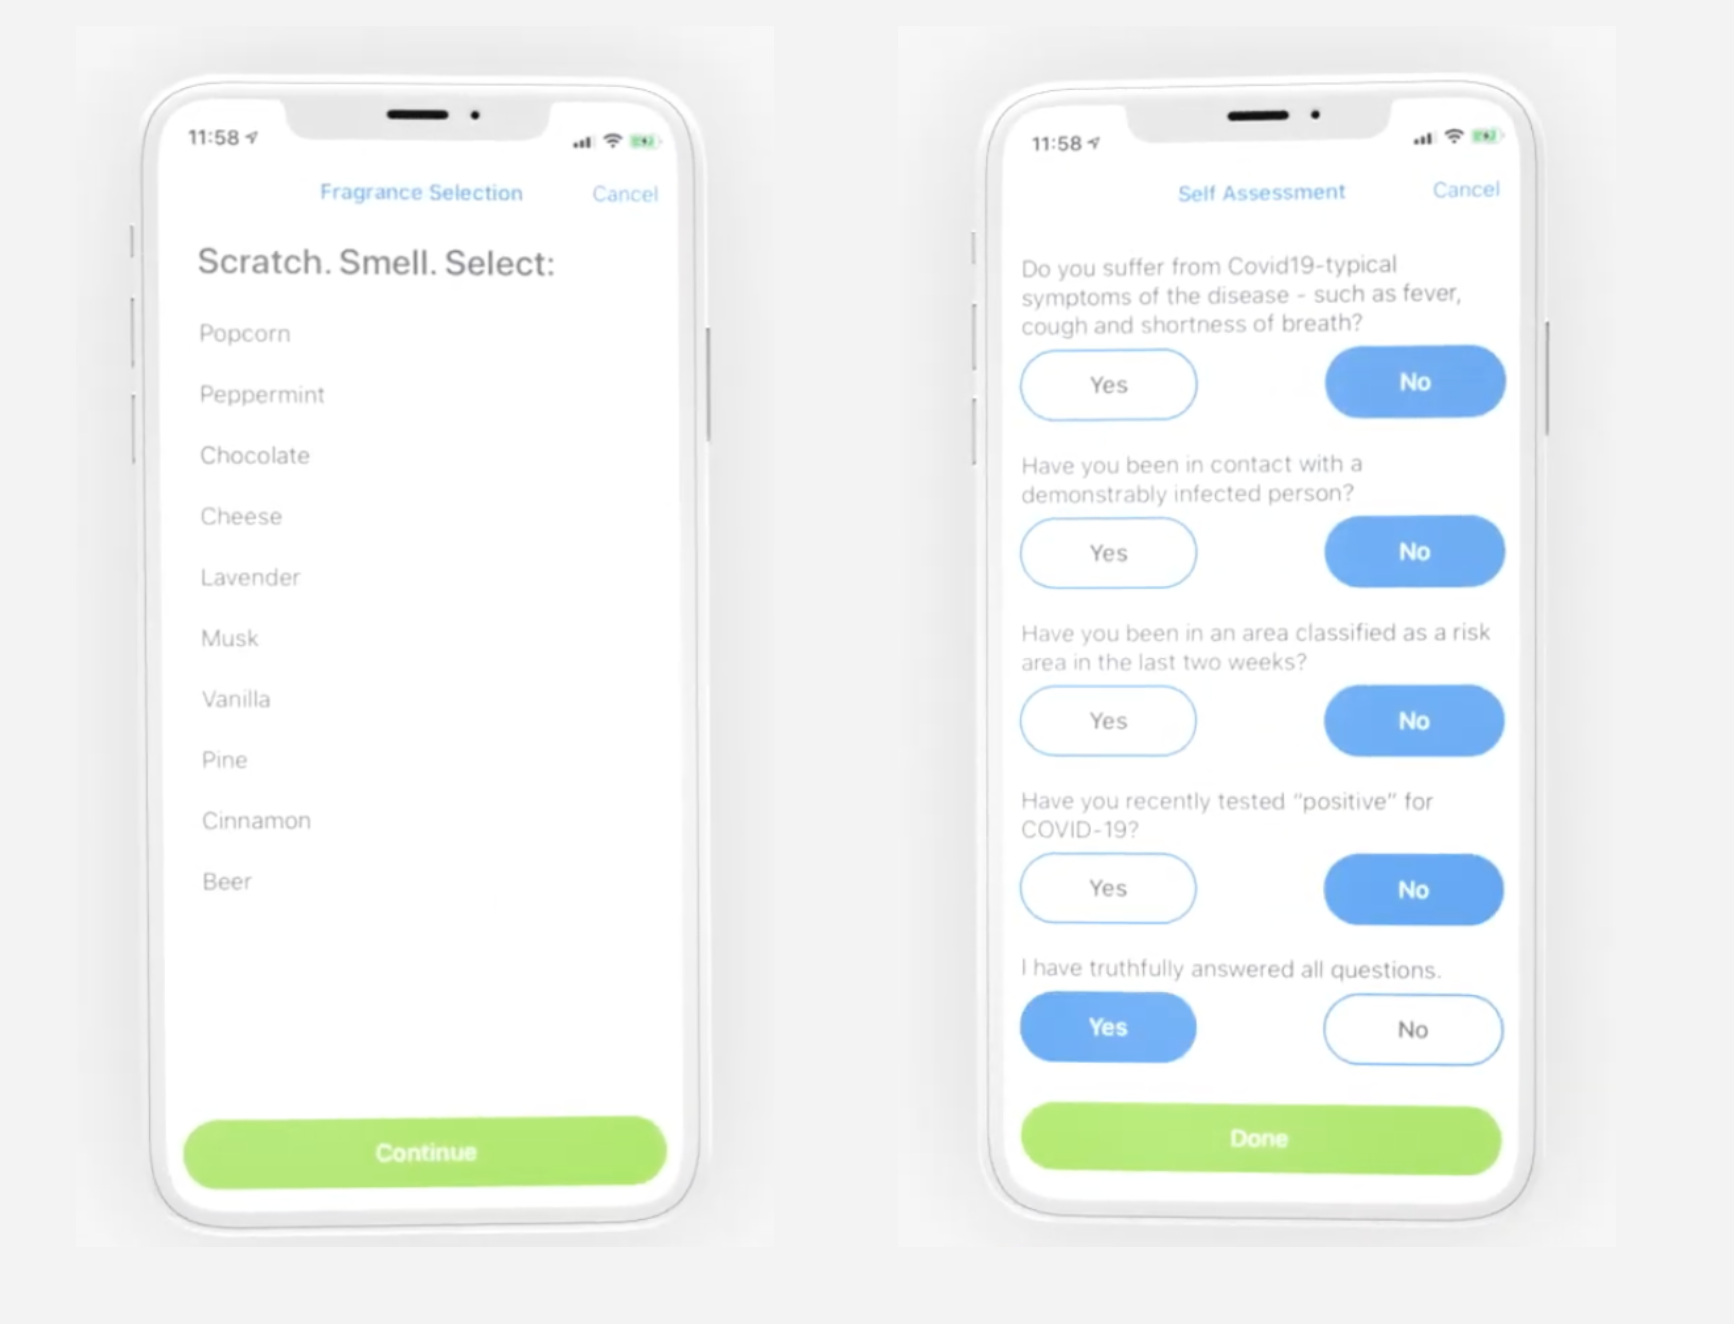 11:58
Fragrance Selection
Cancel
Scratch. Smell. Select:
Popcorn
Peppermint
Chocolate
Cheese
Lavender
Musk
Vanilla
Pine
Cinnamon
Beer
Continue
11:58
Self Assessment
Cancel
Do you suffer from Covid19-typical
symptoms of the disease - such as fever,
cough and shortness of breath?
Yes
No
Have you been in contact with a
demonstrably infected person?
Yes
No
Have you been in an area classified as a risk
area in the last two weeks?
Yes
No
Have you recently tested "positive" for
COVID-19?
Yes
No
I have truthfully answered all questions.
Yes
No
Done